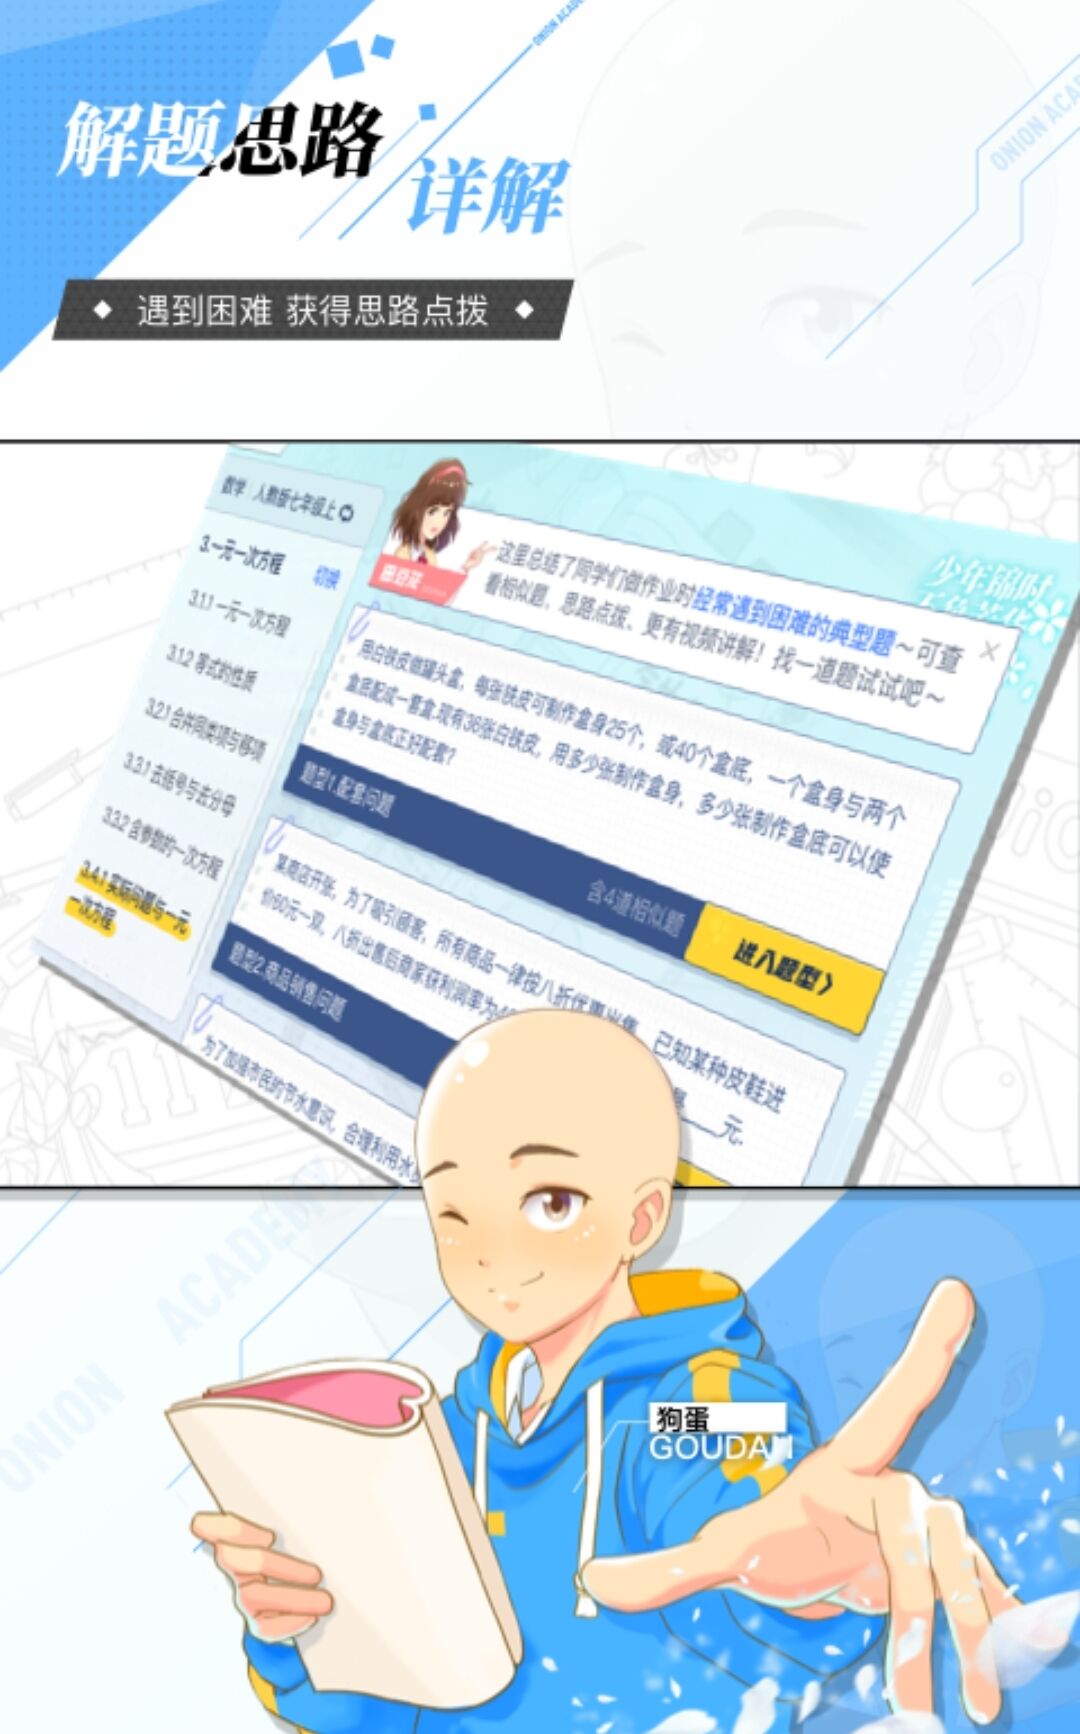 ONION ACADE
ONION ACAD
解题思路
详解
遇到困难 获得思路点拨
数学 人教版七年级上
3.一元一次方程
切换
3.1.1 一元一次方程
3.1.2 等式的性质
3.2.1 合并同类项与移项
3.3.1 去括号与去分母
3.3.2 含参数的一次方程
3.4.1 实际问题与一元
一次方程
少年锦时
这里总结了同学们做作业时经常遇到困难的典型题~可查
看相似题、思路点拨、更有视频讲解！找一道题试试吧~
用白铁皮做罐头盒，每张铁皮可制作盒身25个，或40个盒底，一个盒身与两个
盒底配成一套盒.现有36张白铁皮，用多少张制作盒身，多少张制作盒底可以使
盒身与盒底正好配套？
题型1.配套问题
含4道相似题
进入题型>
某商店开张，为了吸引顾客，所有商品一律按八折优惠出售，已知某种皮鞋进
价60元一双，八折出售后商家获利润率为4
元.
题型2.商品销售问题
为了加强市民的节水意识，合理利用水
ONION ACADEMY
狗蛋
GOUDAN